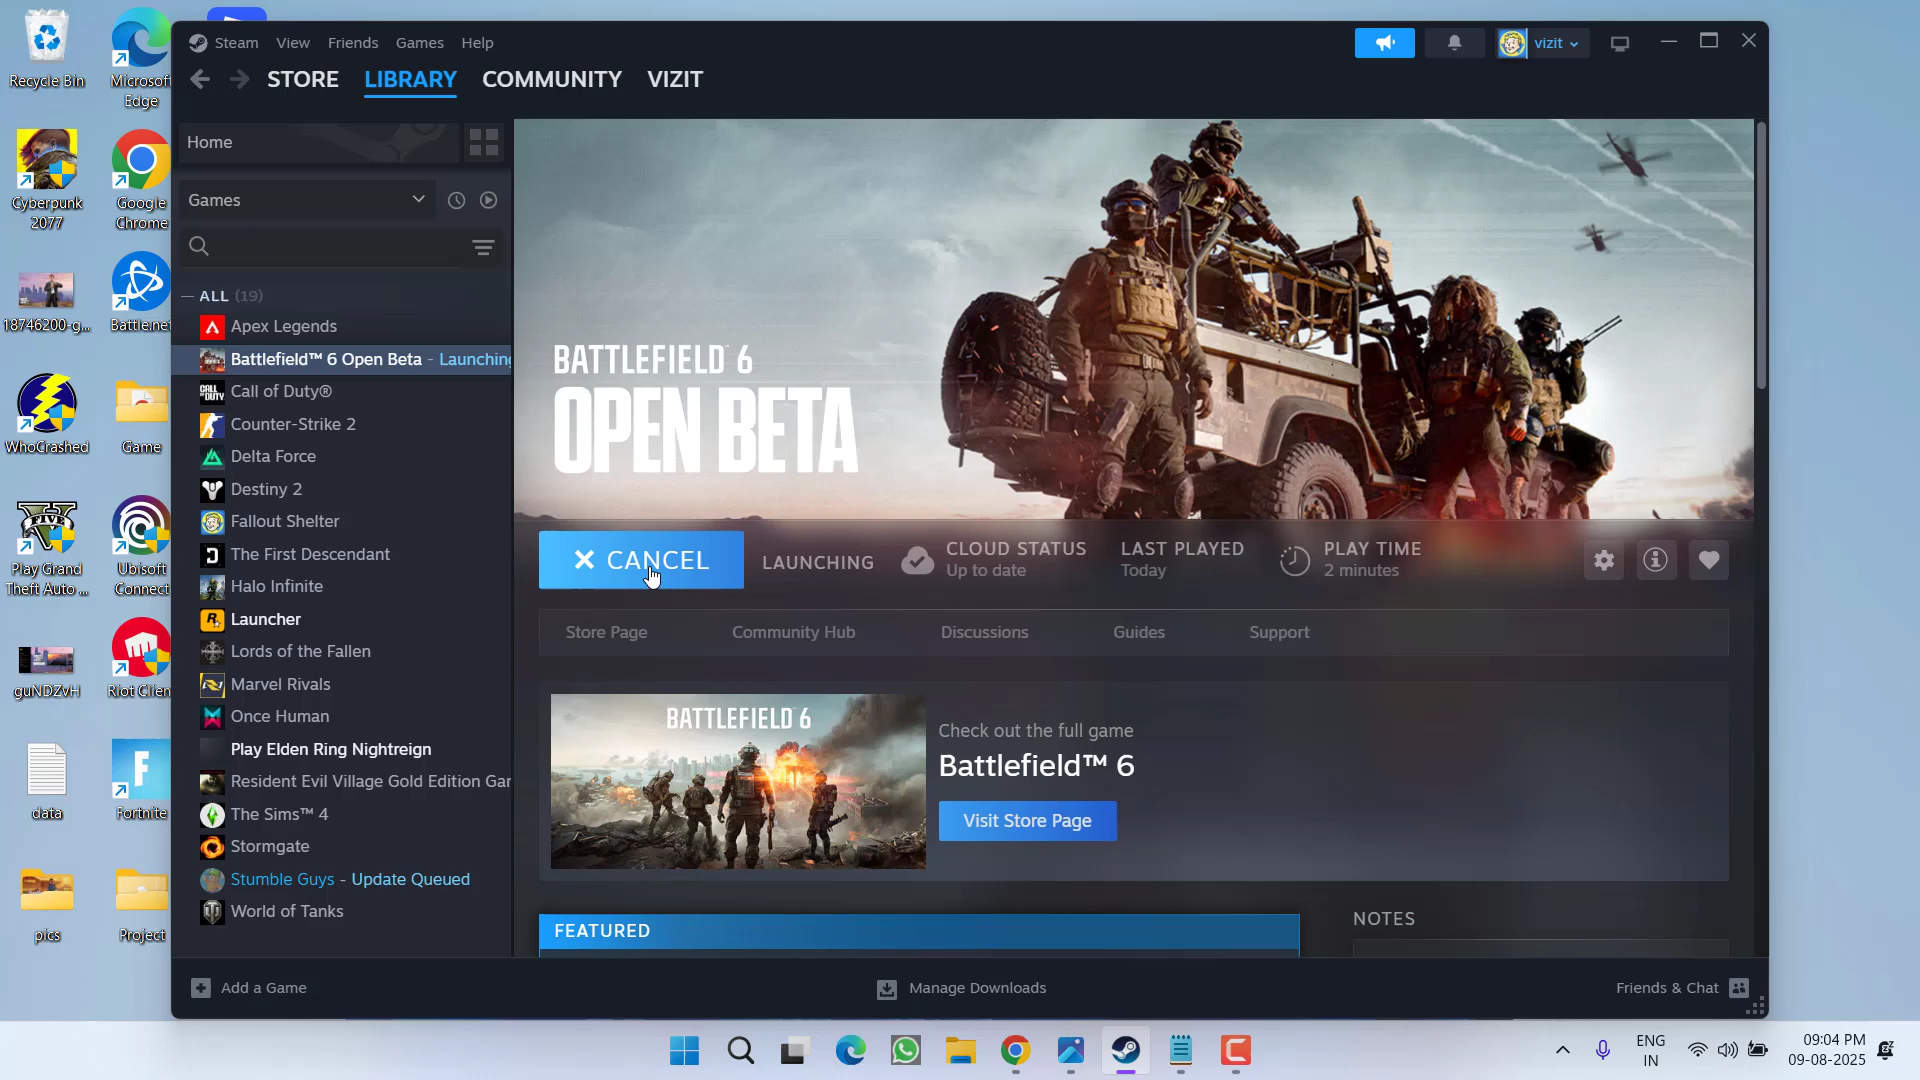 Steam View Friends Games Help
vizit
STORE LIBRARY COMMUNITY VIZIT
Home
Games
— ALL (19)
Apex Legends
Battlefield™ 6 Open Beta - Launching
Call of Duty®
Counter-Strike 2
Delta Force
Destiny 2
Fallout Shelter
The First Descendant
Halo Infinite
Launcher
Lords of the Fallen
Marvel Rivals
Once Human
Play Elden Ring Nightreign
Resident Evil Village Gold Edition Gar
The Sims™ 4
Stormgate
Stumble Guys - Update Queued
World of Tanks
BATTLEFIELD 6
OPEN BETA
CANCEL
LAUNCHING
CLOUD STATUS
Up to date
LAST PLAYED
Today
PLAY TIME
2 minutes
Store Page Community Hub Discussions Guides Support
BATTLEFIELD 6
Check out the full game
Battlefield™ 6
Visit Store Page
FEATURED
NOTES
Add a Game
Manage Downloads
Friends & Chat
Recycle Bin
Microsoft
Edge
Cyberpunk
2077
Google
Chrome
18746200-g...
Battle.net
WhoCrashed
Game
FIVE
Play Grand
Theft Auto ...
Ubisoft
Connect
guNDZvH
Riot Clien
data
Fortnite
pics
Project
ENG
IN
09:04 PM
09-08-2025